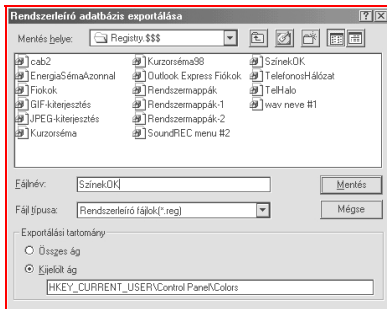 Rendszerleíró adatbázis exportálása
Mentés helye: Registry.$$$
cab2 Kurzorséma98 SzínekOK
EnergiaSémaAzonnal Outlook Express Fiókok TelefonosHálózat
Fiokok Rendszermappák TelHalo
GIF-kiterjesztés Rendszermappák-1 wav neve #1
JPEG-kiterjesztés Rendszermappák-2
Kurzorséma SoundREC menu #2
Fájlnév: SzínekOK Mentés
Fájl típusa: Rendszerleíró fájlok(*.reg) Mégse
Exportálási tartomány
Összes ág
Kijelölt ág
HKEY_CURRENT_USER\Control Panel\Colors